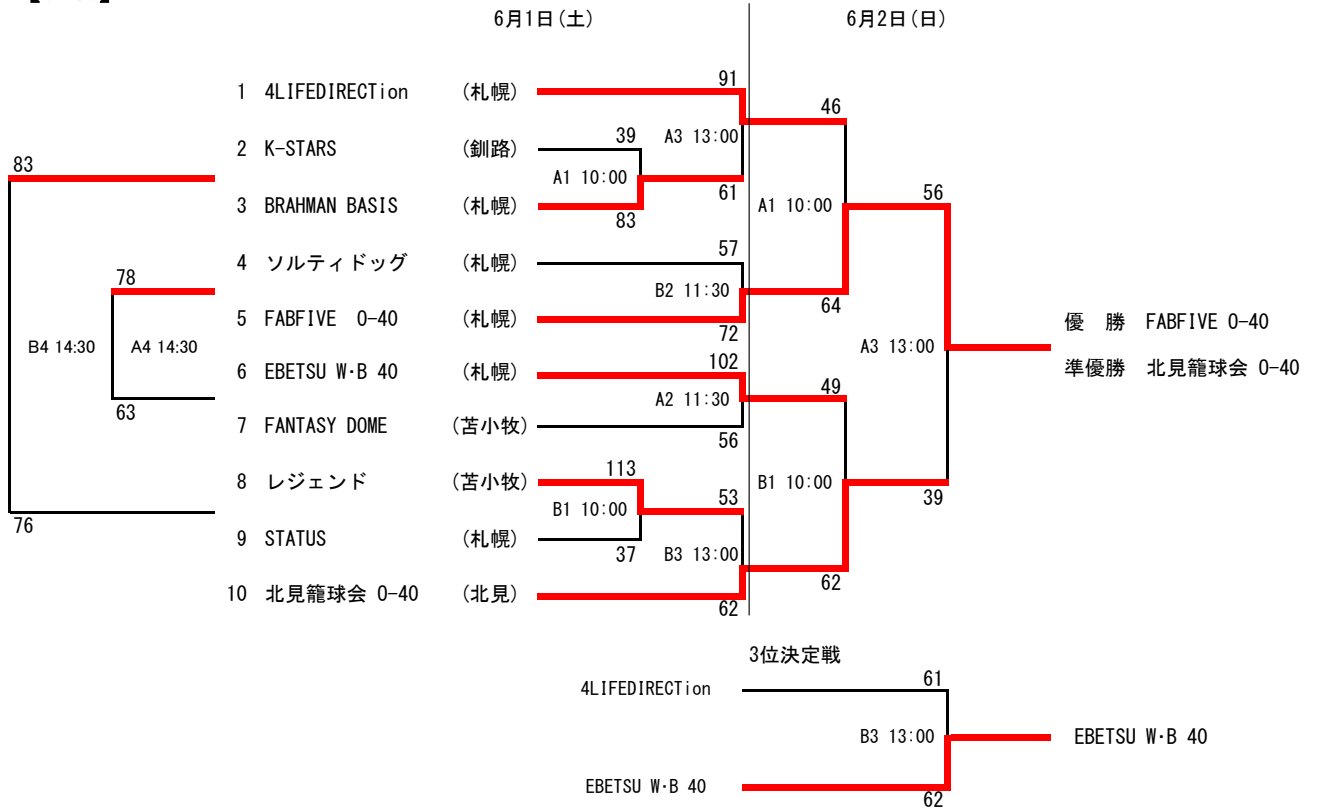 6月1日(土) 6月2日(日)
91
1 4LIFEDIRECTion (札幌)
46
39 A3 13:00
2 K-STARS (釧路)
83
A1 10:00
61 56
3 BRAHMAN BASIS (札幌) A1 10:00
83
57
4 ソルティドッグ (札幌)
78
B2 11:30
64
5 FABFIVE O-40 (札幌) 優 勝 FABFIVE O-40
72
B4 14:30 A4 14:30 A3 13:00
102
6 EBETSU W·B 40 (札幌) 準優勝 北見籠球会 O-40
49
A2 11:30
63
7 FANTASY DOME (苫小牧)
56
113
8 レジェンド (苫小牧) B1 10:00
53 39
B1 10:00
76
9 STATUS (札幌)
37 B3 13:00
62
10 北見籠球会 O-40 (北見)
62
3位決定戦
61
4LIFEDIRECTion
B3 13:00 EBETSU W·B 40
EBETSU W·B 40
62